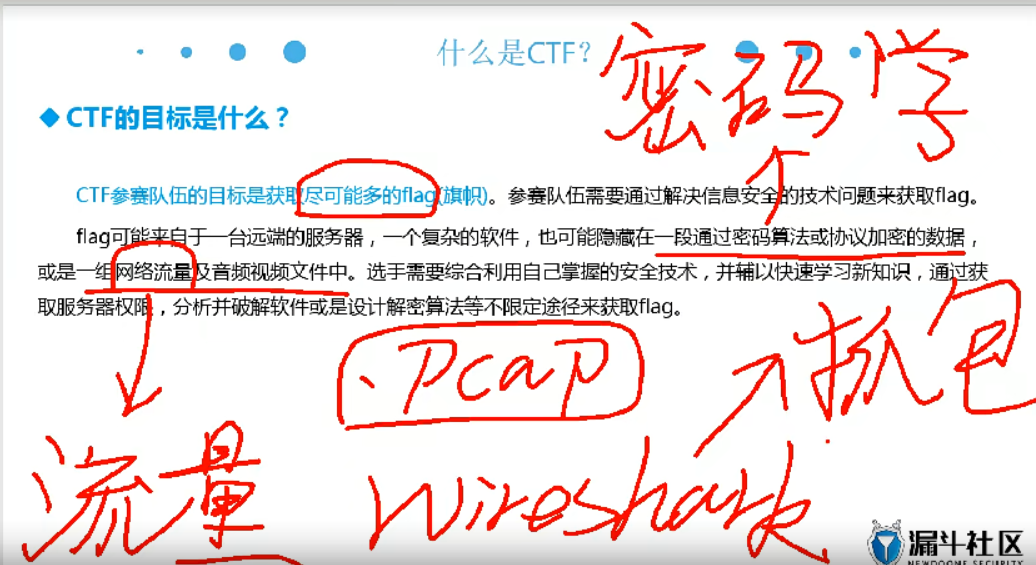 什么是CTF?
密码学
CTF的目标是什么？
CTF参赛队伍的目标是获取尽可能多的flag(旗帜)。参赛队伍需要通过解决信息安全的技术问题来获取flag。
flag可能来自于一台远端的服务器，一个复杂的软件，也可能隐藏在一段通过密码算法或协议加密的数据，
或是一组网络流量及音频视频文件中。选手需要综合利用自己掌握的安全技术，并辅以快速学习新知识，通过获
取服务器权限，分析并破解软件或是设计解密算法等不限定途径来获取flag。
.pcap
抓包
流量
wireshark
漏斗社区
NEWDOOME SECURITY